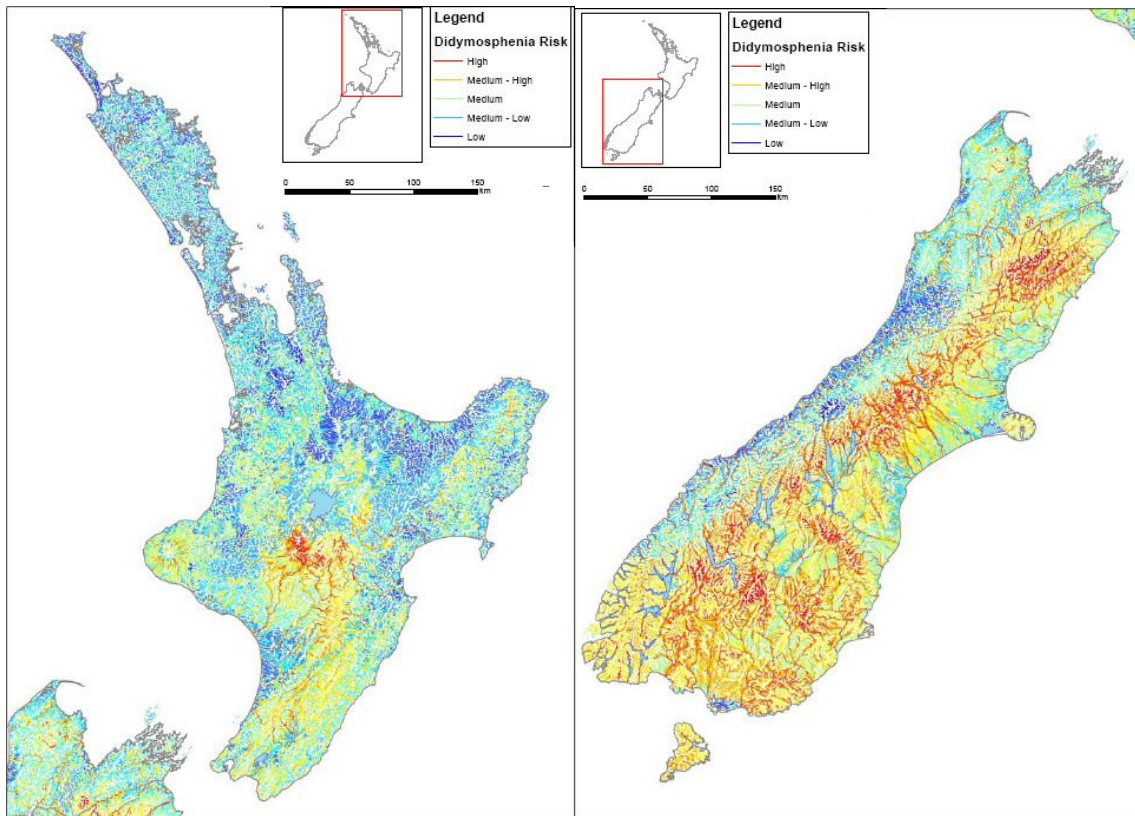 Legend
Didymosphenia Risk
High
Medium - High
Medium
Medium - Low
Low
0 50 100 150
km
Legend
Didymosphenia Risk
High
Medium - High
Medium
Medium - Low
Low
0 50 100 150
km